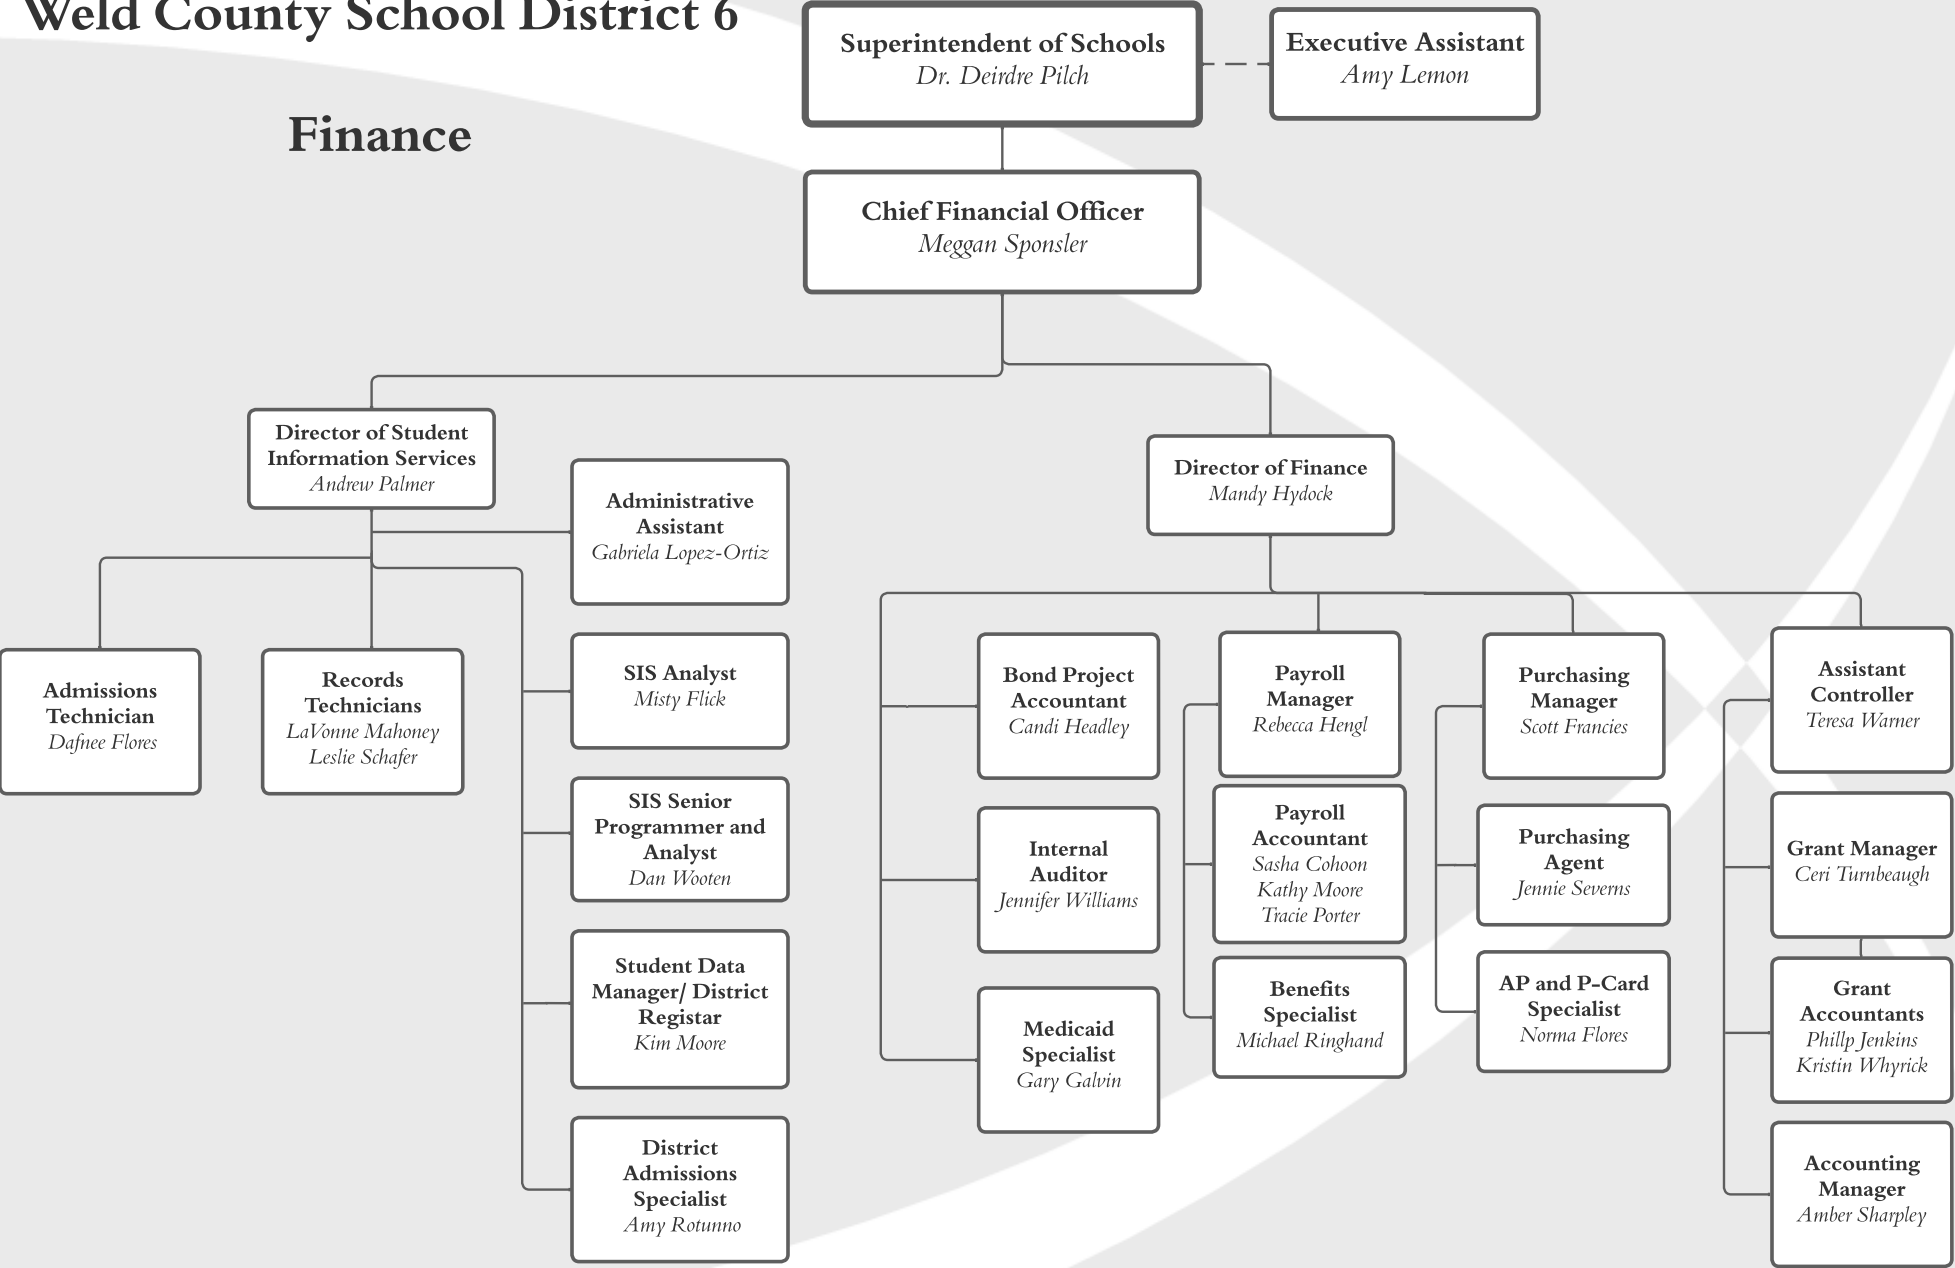 Weld County School District 6
Finance
Superintendent of Schools
Dr. Deirdre Pilch
Executive Assistant
Amy Lemon
Chief Financial Officer
Meggan Sponsler
Director of Student
Information Services
Andrew Palmer
Administrative
Assistant
Gabriela Lopez-Ortiz
Admissions
Technician
Dafnee Flores
Records
Technicians
LaVonne Mahoney
Leslie Schafer
SIS Analyst
Misty Flick
SIS Senior
Programmer and
Analyst
Dan Wooten
Student Data
Manager/ District
Registar
Kim Moore
District
Admissions
Specialist
Amy Rotunno
Director of Finance
Mandy Hydock
Bond Project
Accountant
Candi Headley
Internal
Auditor
Jennifer Williams
Medicaid
Specialist
Gary Galvin
Payroll
Manager
Rebecca Hengl
Payroll
Accountant
Sasha Cohoon
Kathy Moore
Tracie Porter
Benefits
Specialist
Michael Ringhand
Purchasing
Manager
Scott Francies
Purchasing
Agent
Jennie Severns
AP and P-Card
Specialist
Norma Flores
Assistant
Controller
Teresa Warner
Grant Manager
Ceri Turnbeaugh
Grant
Accountants
Phillp Jenkins
Kristin Whyrick
Accounting
Manager
Amber Sharpley